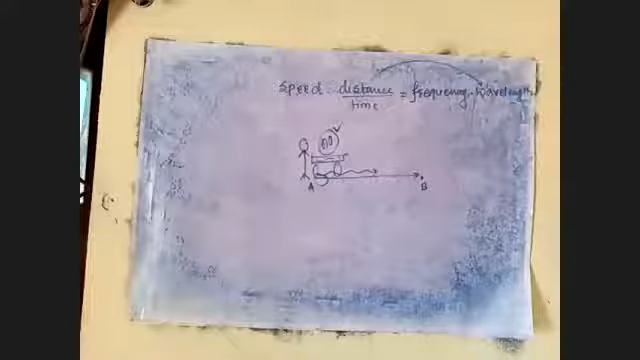 speed = distance / time = frequency . wavelength
A B